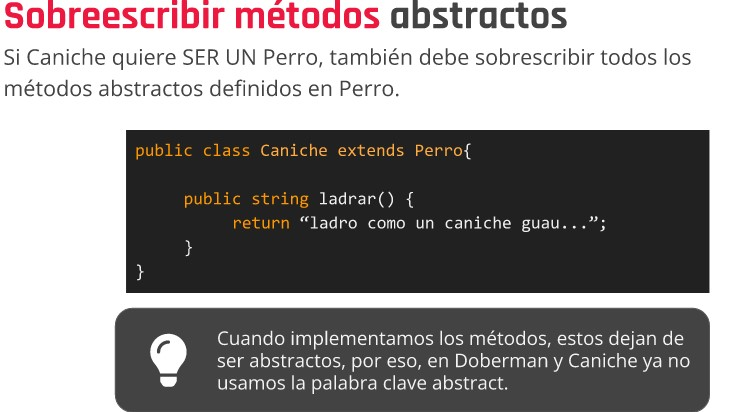 Sobreescribir métodos abstractos
Si Caniche quiere SER UN Perro, también debe sobrescribir todos los
métodos abstractos definidos en Perro.
public class Caniche extends Perro{
public string ladrar() {
return “ladro como un caniche guau...”;
}
}
Cuando implementamos los métodos, estos dejan de
ser abstractos, por eso, en Doberman y Caniche ya no
usamos la palabra clave abstract.